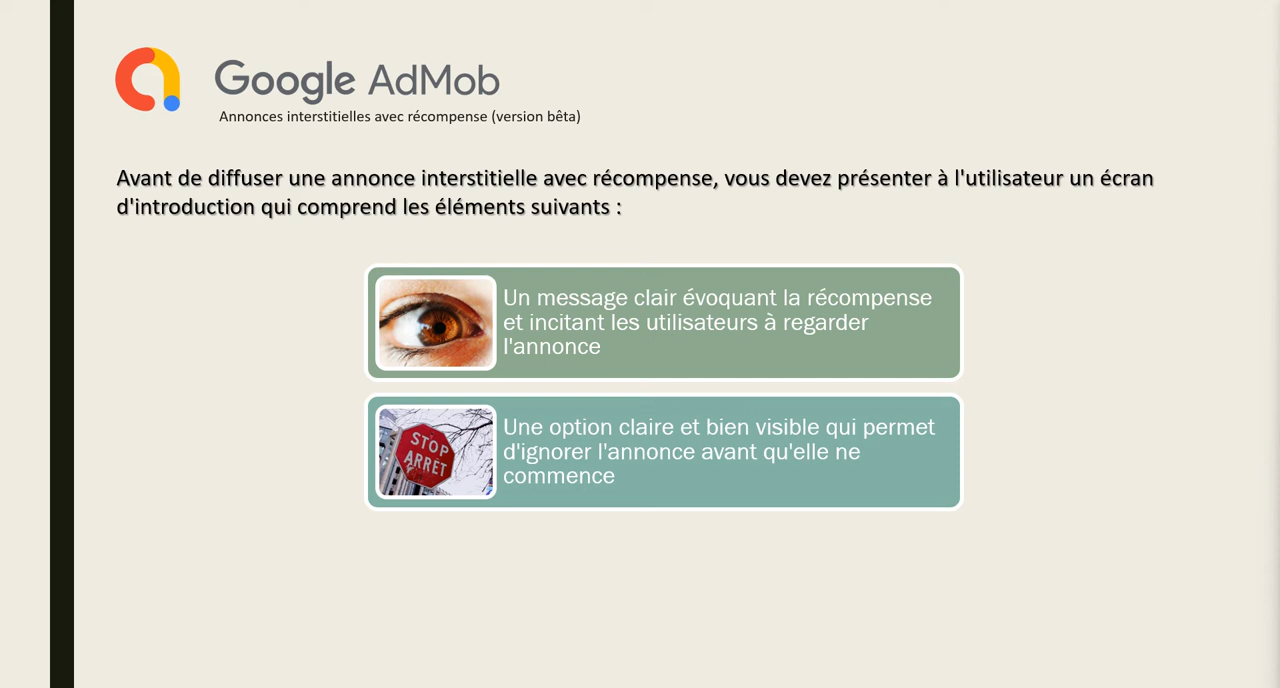 Google AdMob
Annonces interstitielles avec récompense (version bêta)
Avant de diffuser une annonce interstitielle avec récompense, vous devez présenter à l'utilisateur un écran
d'introduction qui comprend les éléments suivants :
Un message clair évoquant la récompense
et incitant les utilisateurs à regarder
l'annonce
STOP
ARRÊT
Une option claire et bien visible qui permet
d'ignorer l'annonce avant qu'elle ne
commence